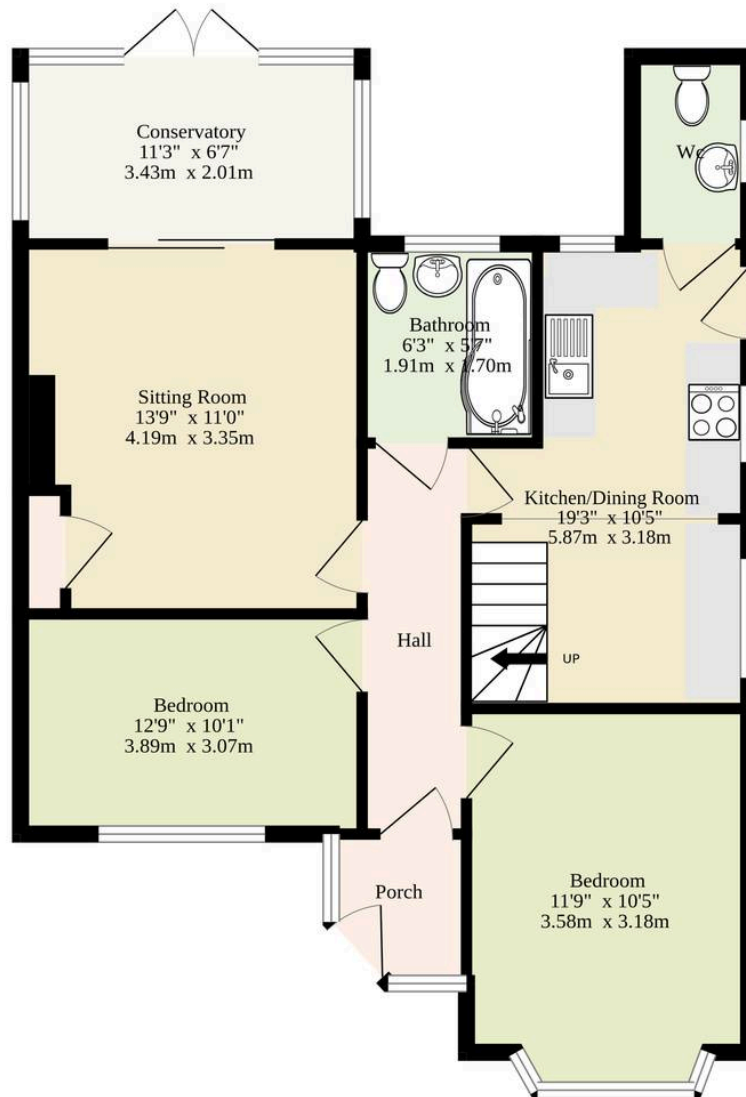 Conservatory
11'3" x 6'7"
3.43m x 2.01m
Wc
Bathroom
6'3" x 5'7"
1.91m x 1.70m
Sitting Room
13'9" x 11'0"
4.19m x 3.35m
Kitchen/Dining Room
19'3" x 10'5"
5.87m x 3.18m
Hall
UP
Bedroom
12'9" x 10'1"
3.89m x 3.07m
Porch
Bedroom
11'9" x 10'5"
3.58m x 3.18m